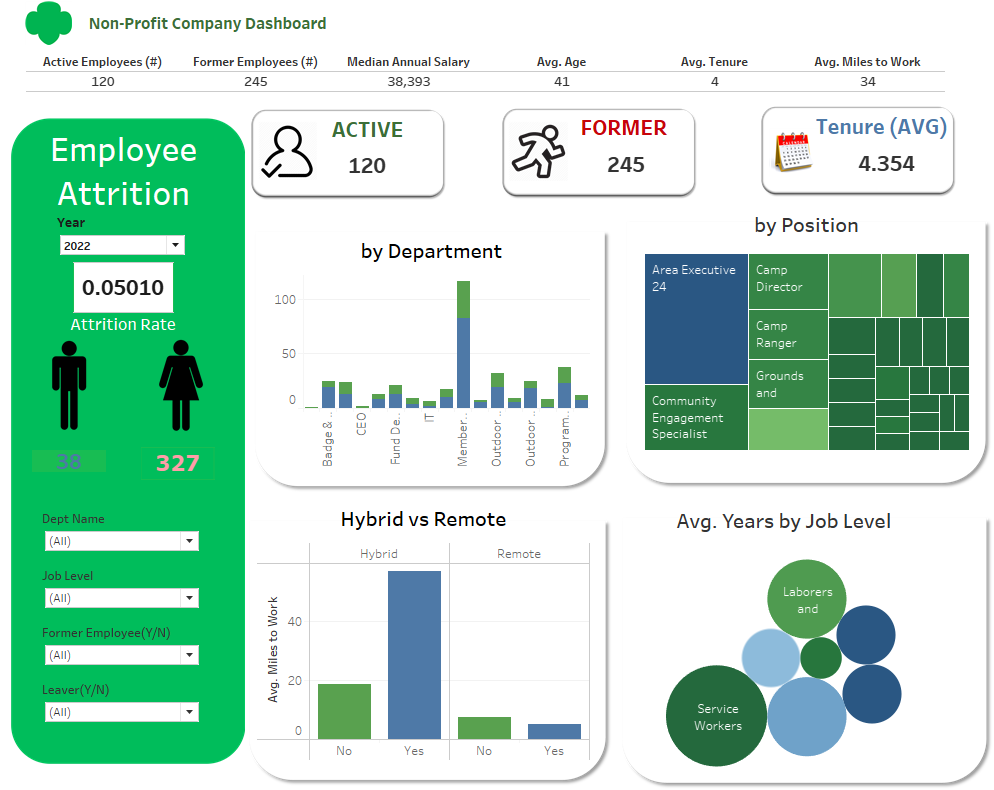 Non-Profit Company Dashboard
Active Employees (#) Former Employees (#) Median Annual Salary Avg. Age Avg. Tenure Avg. Miles to Work
120 245 38,393 41 4 34
Employee
Attrition
Year
2022
0.05010
Attrition Rate
38 327
Dept Name
(All)
Job Level
(All)
Former Employee(Y/N)
(All)
Leaver(Y/N)
(All)
ACTIVE
120
FORMER
245
CALENDAR
Tenure (AVG)
4.354
by Department
100
50
0
Badge & .. CEO Fund De.. IT Member.. Outdoor .. Outdoor .. Program..
by Position
Area Executive
24
Community
Engagement
Specialist
Camp
Director
Camp
Ranger
Grounds
and
Hybrid vs Remote
Hybrid Remote
Avg. Miles to Work
40
20
0
No Yes No Yes
Avg. Years by Job Level
Laborers
and
Service
Workers